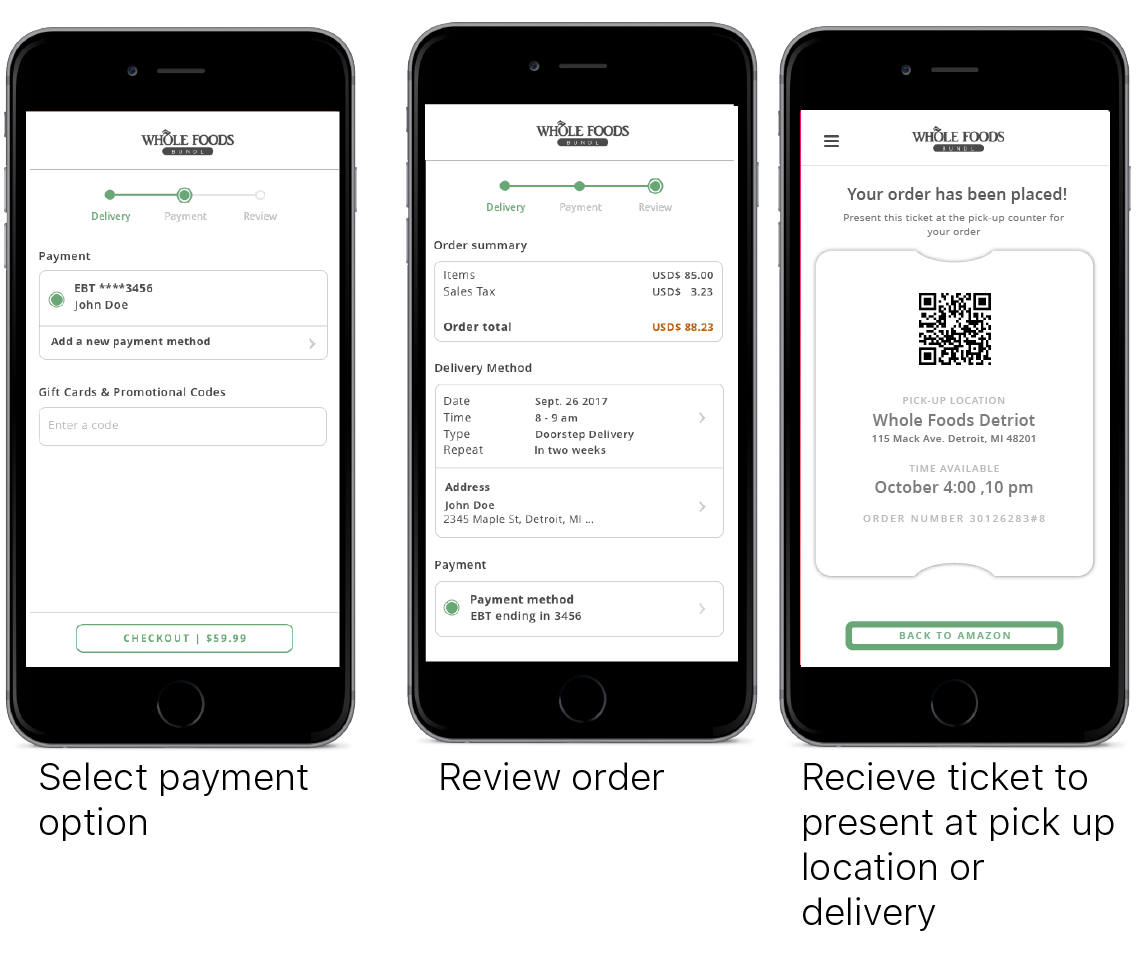 WHOLE FOODS
BUNDL
Delivery Payment Review
Payment
EBT ****3456
John Doe
Add a new payment method
Gift Cards & Promotional Codes
Enter a code
CHECKOUT | $59.99
Select payment
option
WHOLE FOODS
BUNDL
Delivery Payment Review
Order summary
Items USD$ 85.00
Sales Tax USD$ 3.23
Order total USD$ 88.23
Delivery Method
Date Sept. 26 2017
Time 8 - 9 am
Type Doorstep Delivery
Repeat In two weeks
Address
John Doe
2345 Maple St, Detroit, MI ...
Payment
Payment method
EBT ending in 3456
Review order
WHOLE FOODS
BUNDL
Your order has been placed!
Present this ticket at the pick-up counter for
your order
PICK-UP LOCATION
Whole Foods Detriot
115 Mack Ave. Detroit, MI 48201
TIME AVAILABLE
October 4:00 ,10 pm
ORDER NUMBER 30126283#8
BACK TO AMAZON
Recieve ticket to
present at pick up
location or
delivery